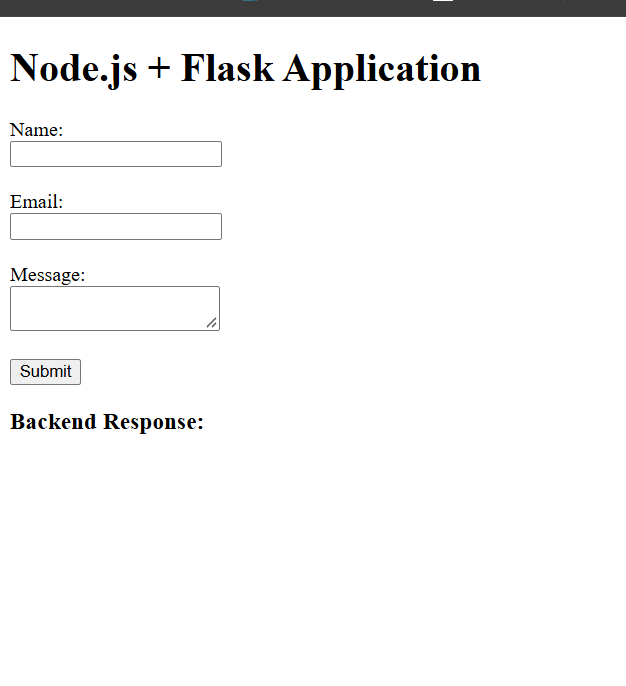 Node.js + Flask Application
Name:
Email:
Message:
Submit
Backend Response: